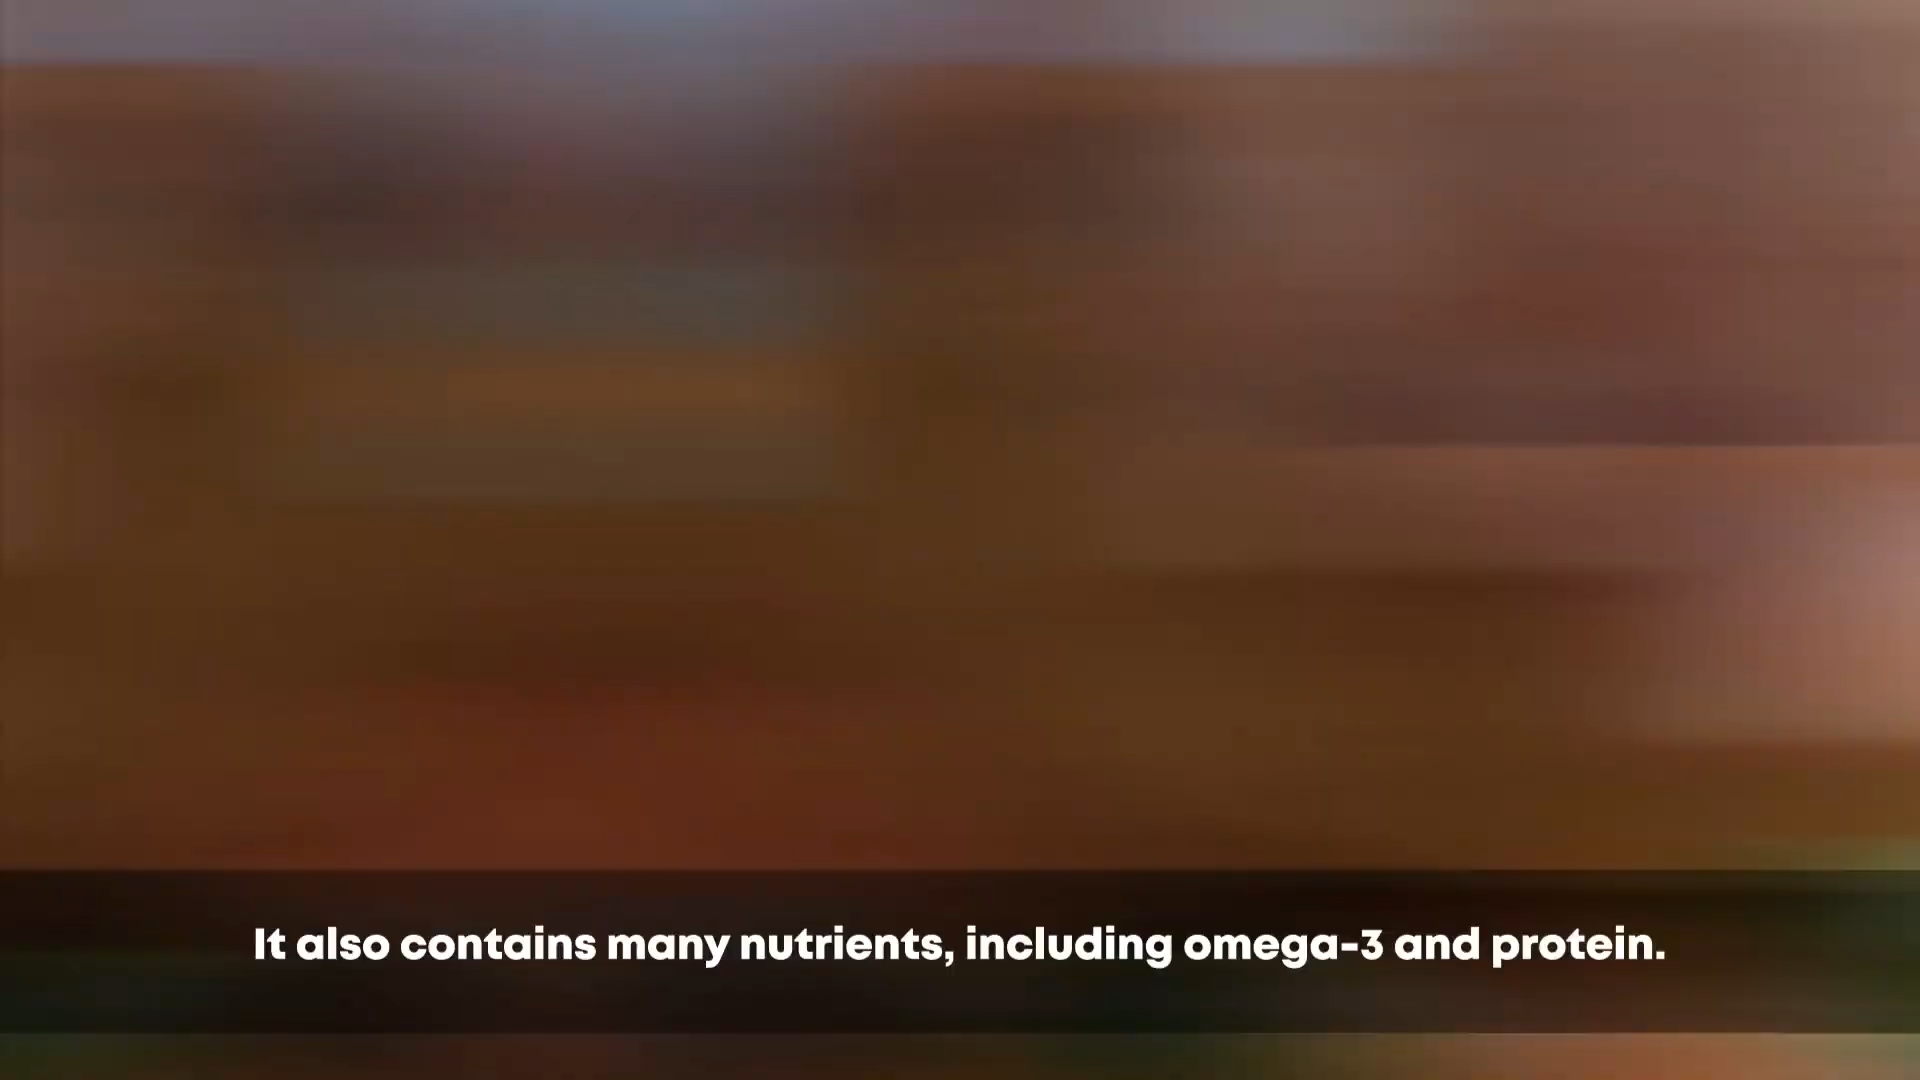 It also contains many nutrients, including omega-3 and protein.